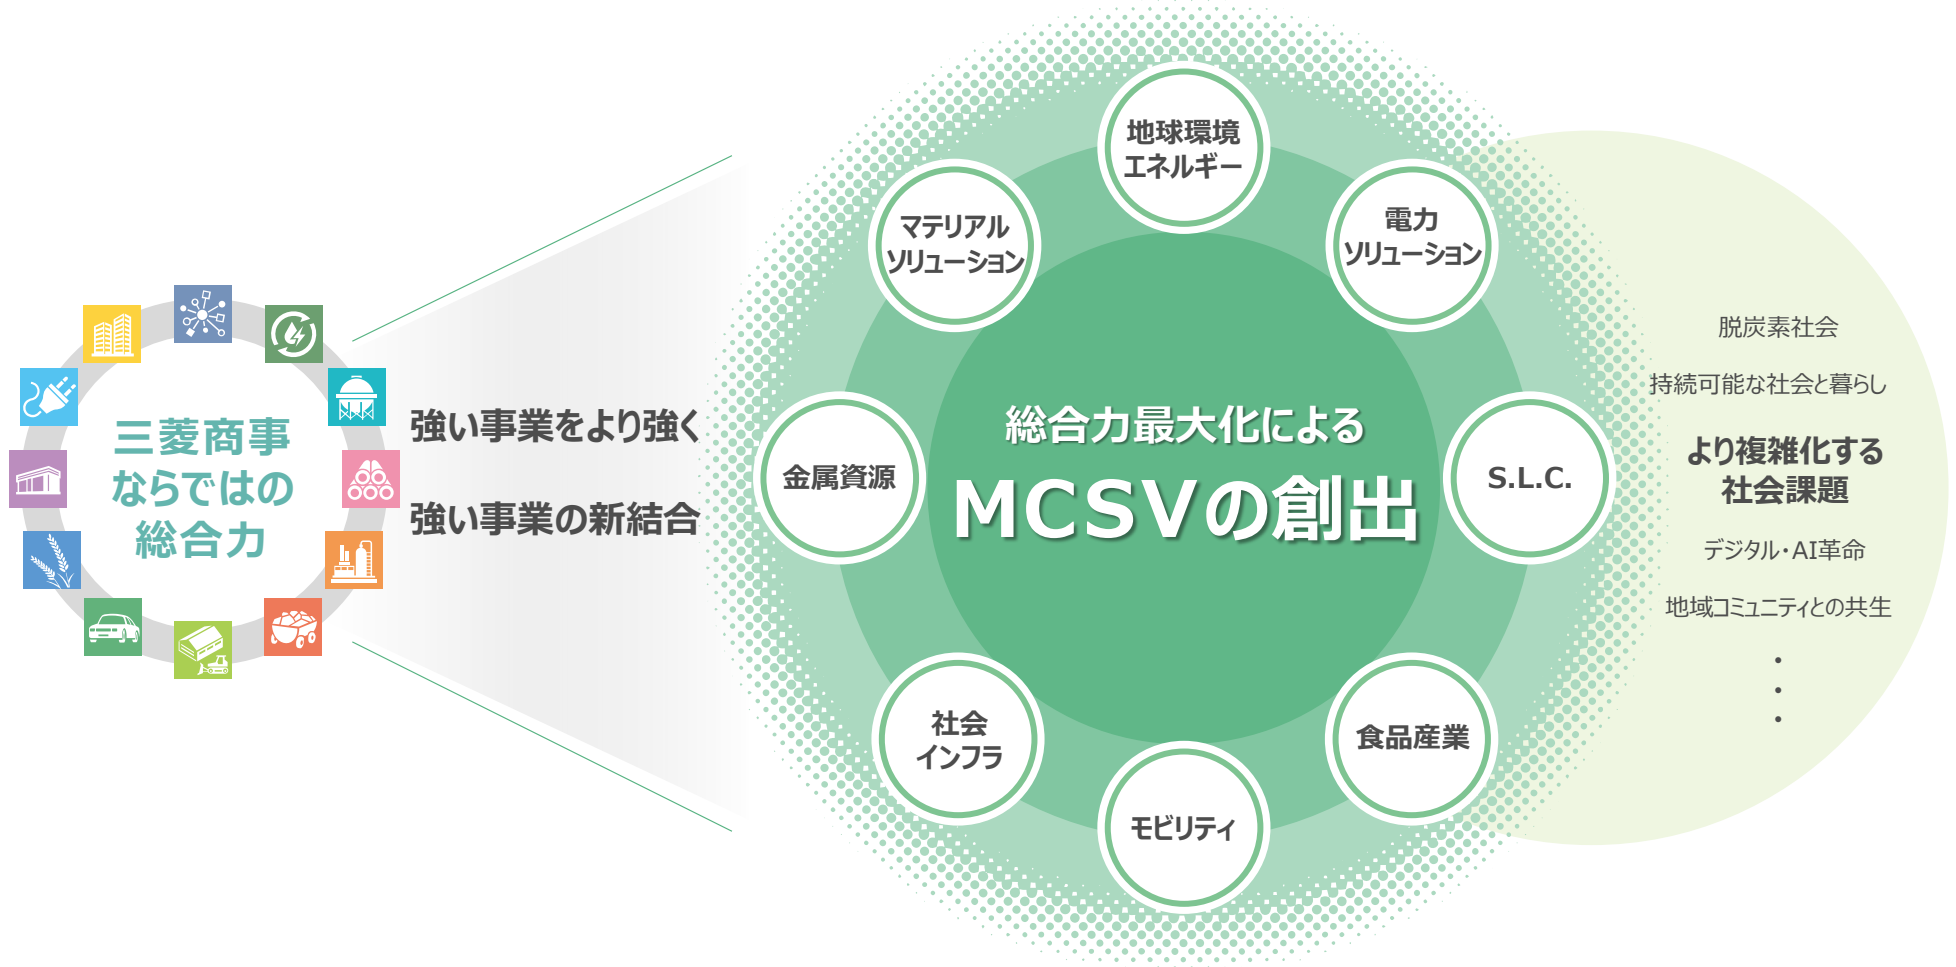 三菱商事
ならではの
総合力
強い事業をより強く
強い事業の新結合
地球環境
エネルギー
マテリアル
ソリューション
電力
ソリューション
金属資源
総合力最大化による
MCSVの創出
S.L.C.
社会
インフラ
モビリティ
食品産業
脱炭素社会
持続可能な社会と暮らし
より複雑化する
社会課題
デジタル・AI革命
地域コミュニティとの共生
・
・
・